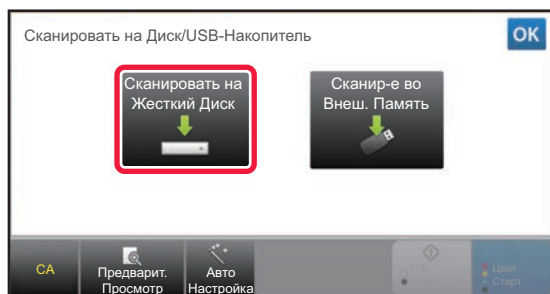 Сканировать на Диск/USB-Накопитель
OK
Сканировать на
Жесткий Диск
Сканир-е во
Внеш. Память
CA
Предварит.
Просмотр
Авто
Настройка
Ч/Б
Старт
Цвет
Старт